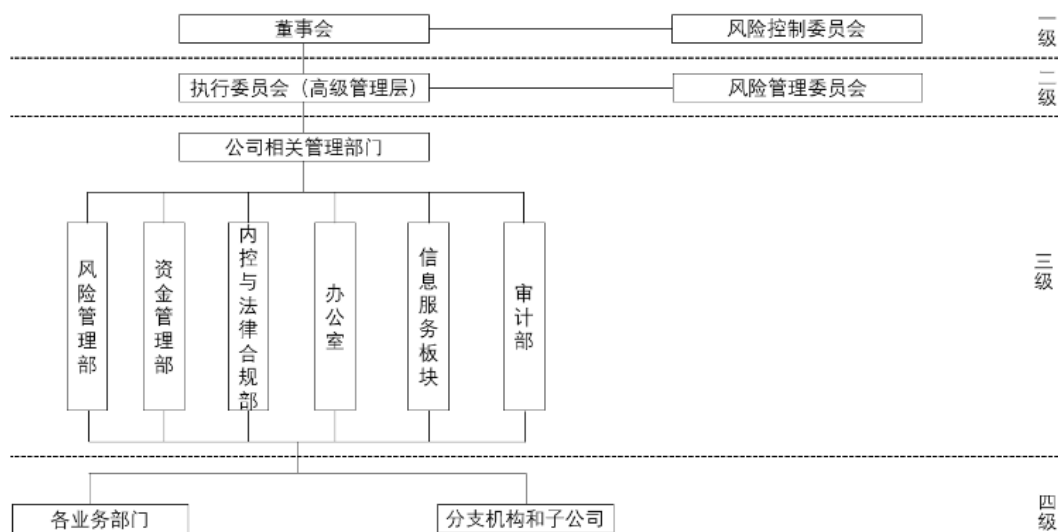 董事会
风险控制委员会
一级
执行委员会（高级管理层）
风险管理委员会
二级
公司相关管理部门
风险管理部
资金管理部
内控与法律合规部
办公室
信息服务板块
审计部
三级
各业务部门
分支机构和子公司
四级